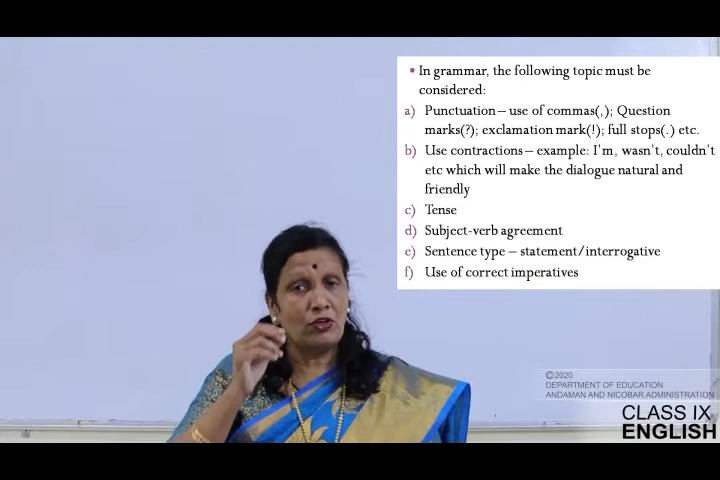 • In grammar, the following topic must be
considered:
a) Punctuation – use of commas(,); Question
marks(?); exclamation mark(!); full stops(.) etc.
b) Use contractions – example: I'm, wasn't, couldn't
etc which will make the dialogue natural and
friendly
c) Tense
d) Subject-verb agreement
e) Sentence type – statement/interrogative
f) Use of correct imperatives
©2020
DEPARTMENT OF EDUCATION
ANDAMAN AND NICOBAR ADMINISTRATION
CLASS IX
ENGLISH